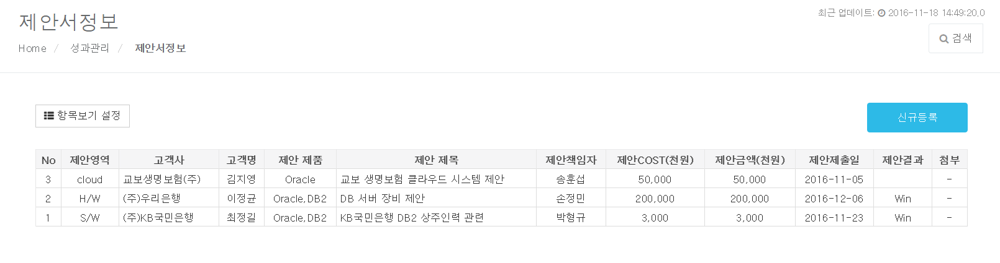 제안서정보
최근 업데이트: 2016-11-18 14:49:20.0
Home / 성과관리 / 제안서정보
검색
항목보기 설정
신규등록
No 제안영역 고객사 고객명 제안 제품 제안 제목 제안책임자 제안COST(천원) 제안금액(천원) 제안제출일 제안결과 첨부
3 cloud 교보생명보험(주) 김지영 Oracle 교보 생명보험 클라우드 시스템 제안 송훈섭 50,000 50,000 2016-11-05 -
2 H/W (주)우리은행 이정균 Oracle,DB2 DB 서버 장비 제안 손정민 200,000 200,000 2016-12-06 Win -
1 S/W (주)KB국민은행 최정길 Oracle,DB2 KB국민은행 DB2 상주인력 관련 박형규 3,000 3,000 2016-11-23 Win -